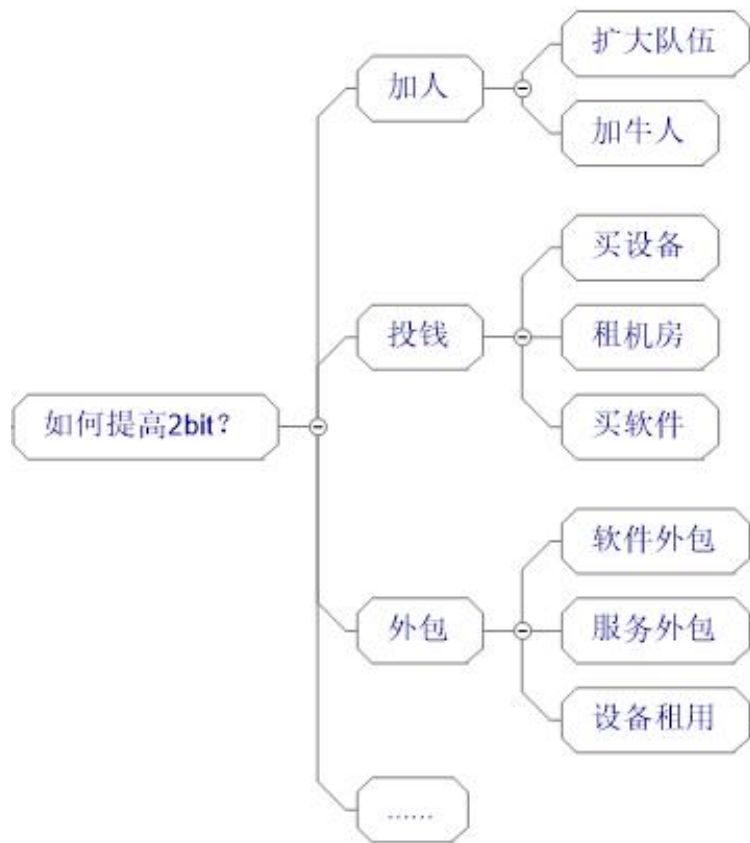 如何提高2bit?
加人
扩大队伍
加牛人
投钱
买设备
租机房
买软件
外包
软件外包
服务外包
设备租用
......